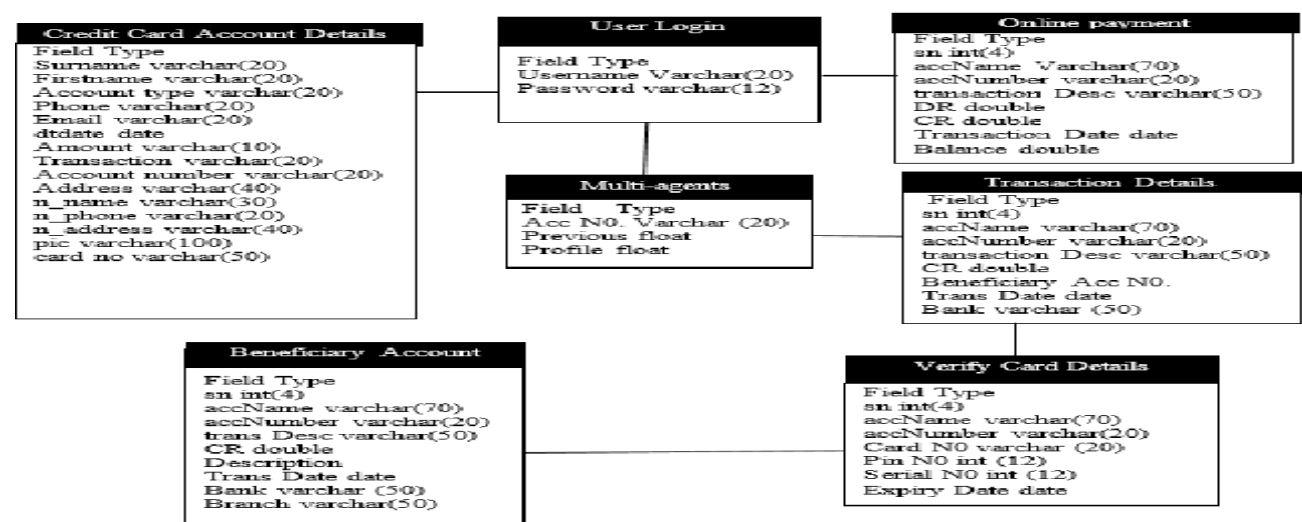 Credit Card Account Details
Field Type
Surname varchar(20)
Firstname varchar(20)
Account type varchar(20)
Phone varchar(20)
Email varchar(20)
dtdate date
Amount varchar(10)
Transaction varchar(20)
Account number varchar(20)
Address varchar(40)
n_name varchar(30)
n_phone varchar(20)
n_address varchar(40)
pic varchar(100)
card no varchar(50)
User Login
Field Type
Username Varchar(20)
Password varchar(12)
Online payment
Field Type
sn int(4)
accName Varchar(70)
accNumber varchar(20)
transaction Desc varchar(50)
DR double
CR double
Transaction Date date
Balance double
Multi-agents
Field Type
Acc N0. Varchar (20)
Previous float
Profile float
Transaction Details
Field Type
sn int(4)
accName varchar(70)
accNumber varchar(20)
transaction Desc varchar(50)
CR double
Beneficiary Acc N0.
Trans Date date
Bank varchar (50)
Beneficiary Account
Field Type
sn int(4)
accName varchar(70)
accNumber varchar(20)
trans Desc varchar(50)
CR double
Description
Trans Date date
Bank varchar (50)
Branch varchar(50)
Verify Card Details
Field Type
sn int(4)
accName varchar(70)
accNumber varchar(20)
Card N0 varchar (20)
Pin N0 int (12)
Serial N0 int (12)
Expiry Date date